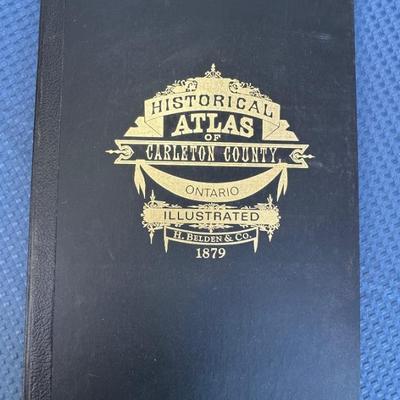 HISTORICAL
ATLAS
OF
CARLETON COUNTY,
ONTARIO
ILLUSTRATED
H. BELDEN & CO.
1879